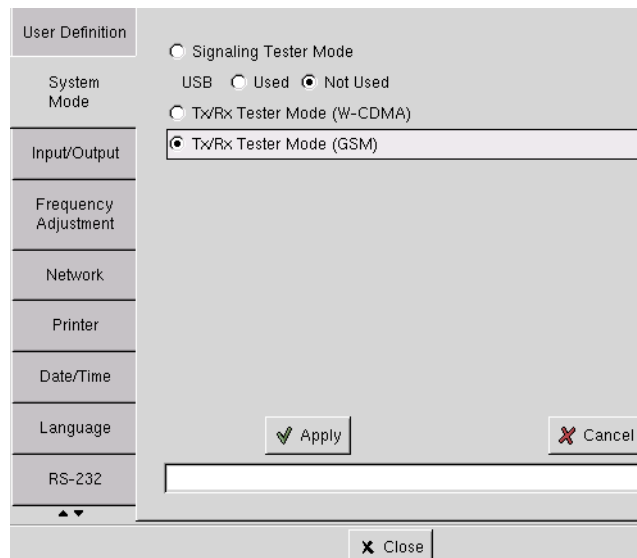 User Definition
System
Mode
Input/Output
Frequency
Adjustment
Network
Printer
Date/Time
Language
RS-232
Signaling Tester Mode
USB Used Not Used
Tx/Rx Tester Mode (W-CDMA)
Tx/Rx Tester Mode (GSM)
Apply
Cancel
Close